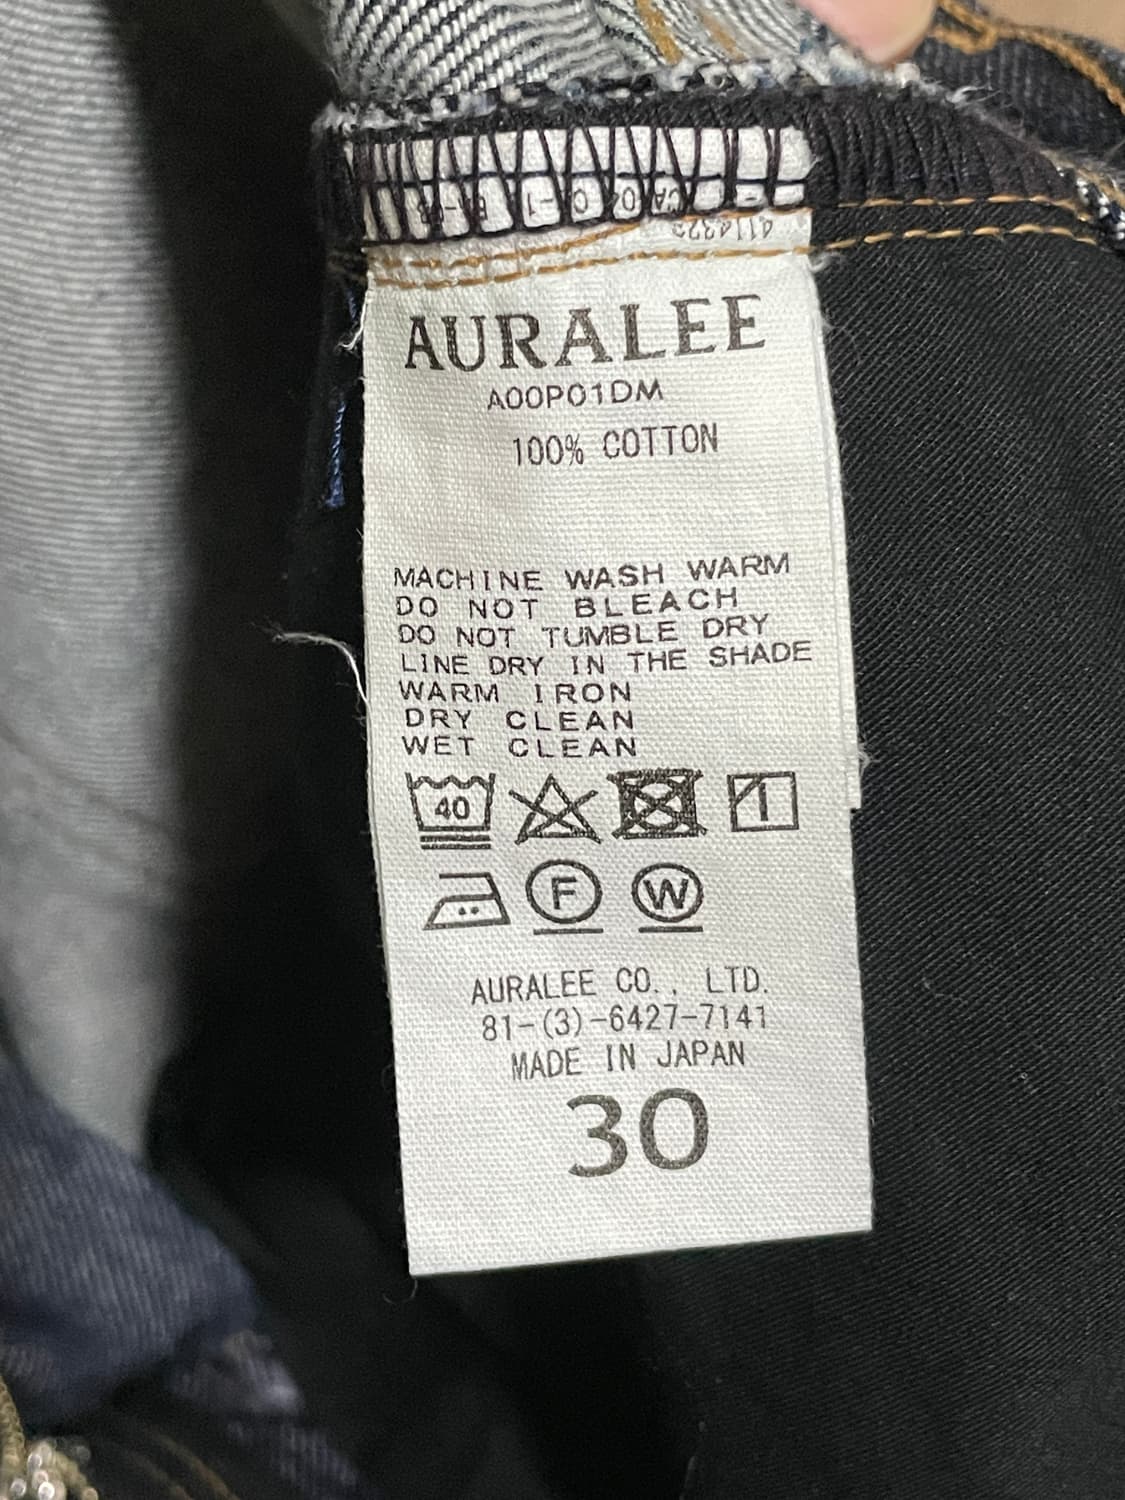 4114322
AURALEE
A00P01DM
100% COTTON
MACHINE WASH WARM
DO NOT BLEACH
DO NOT TUMBLE DRY
LINE DRY IN THE SHADE
WARM IRON
DRY CLEAN
WET CLEAN
40
F W
AURALEE CO., LTD.
81-(3)-6427-7141
MADE IN JAPAN
30